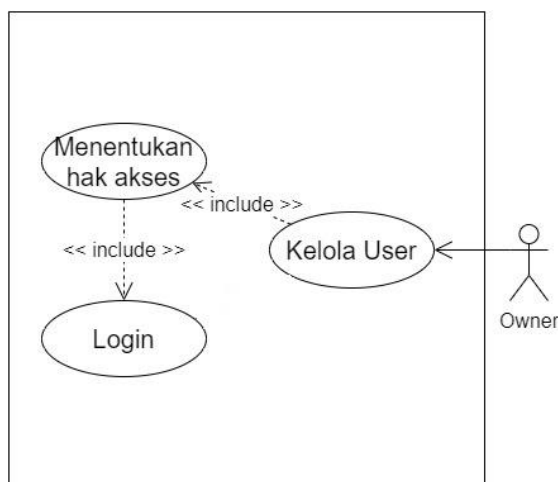 Menentukan
hak akses
<< include >>
<< include >>
Kelola User
Login
Owner